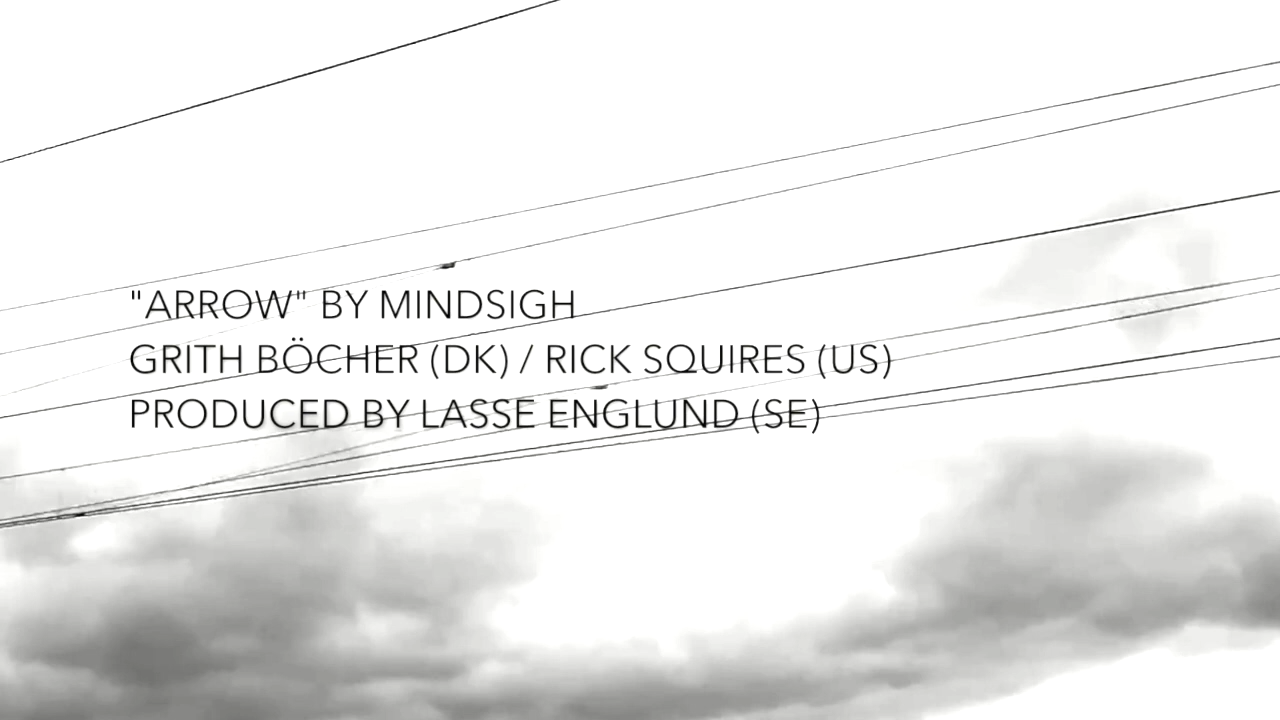 "ARROW" BY MINDSIGH
GRITH BÖCHER (DK) / RICK SQUIRES (US)
PRODUCED BY LASSE ENGLUND (SE)